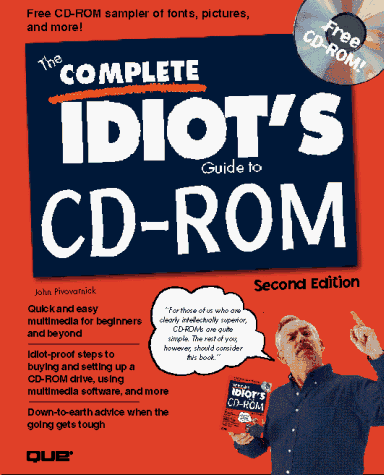 Free CD-ROM sampler of fonts, pictures,
and more!
Free
CD-ROM!
The
COMPLETE
IDIOT'S
Guide to
CD-ROM
John Pivovarnick
Second Edition
Quick and easy
multimedia for beginners
and beyond
Idiot-proof steps to
buying and setting up a
CD-ROM drive, using
multimedia software, and more
Down-to-earth advice when the
going gets tough
"For those of us who are
clearly intellectually superior,
CD-ROMs are quite
simple. The rest of you,
however, should consider
this book."
IDIOT'S
CD-ROM
que